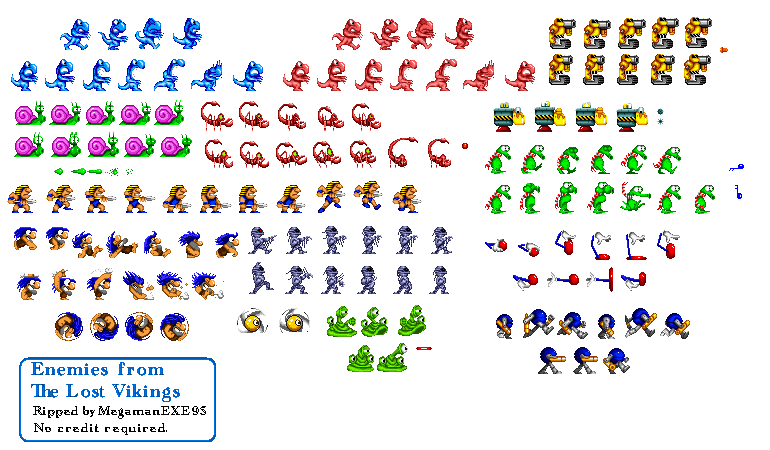 Enemies from
The Lost Vikings
Ripped by MegamanEXE95
No credit required.